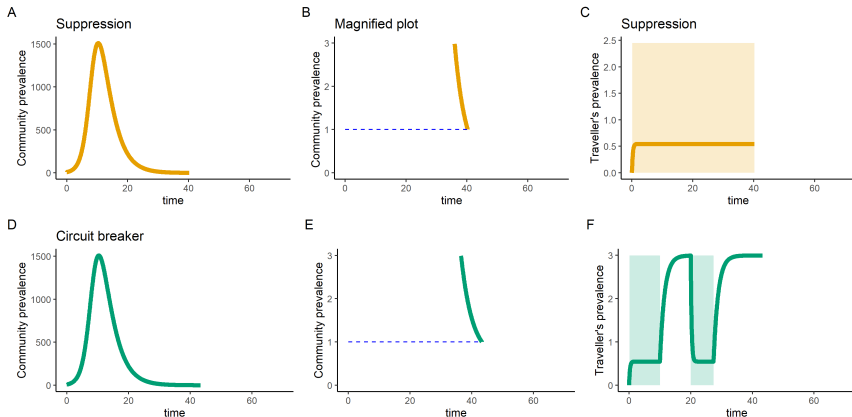 A
Suppression
Community prevalence
1500
1000
500
0
0 20 40 60
time
B
Magnified plot
Community prevalence
3
2
1
0
0 20 40 60
time
C
Suppression
Traveller's prevalence
2.5
2.0
1.5
1.0
0.5
0.0
0 20 40 60
time
D
Circuit breaker
Community prevalence
1500
1000
500
0
0 20 40 60
time
E
Community prevalence
3
2
1
0
0 20 40 60
time
F
Traveller's prevalence
3
2
1
0
0 20 40 60
time